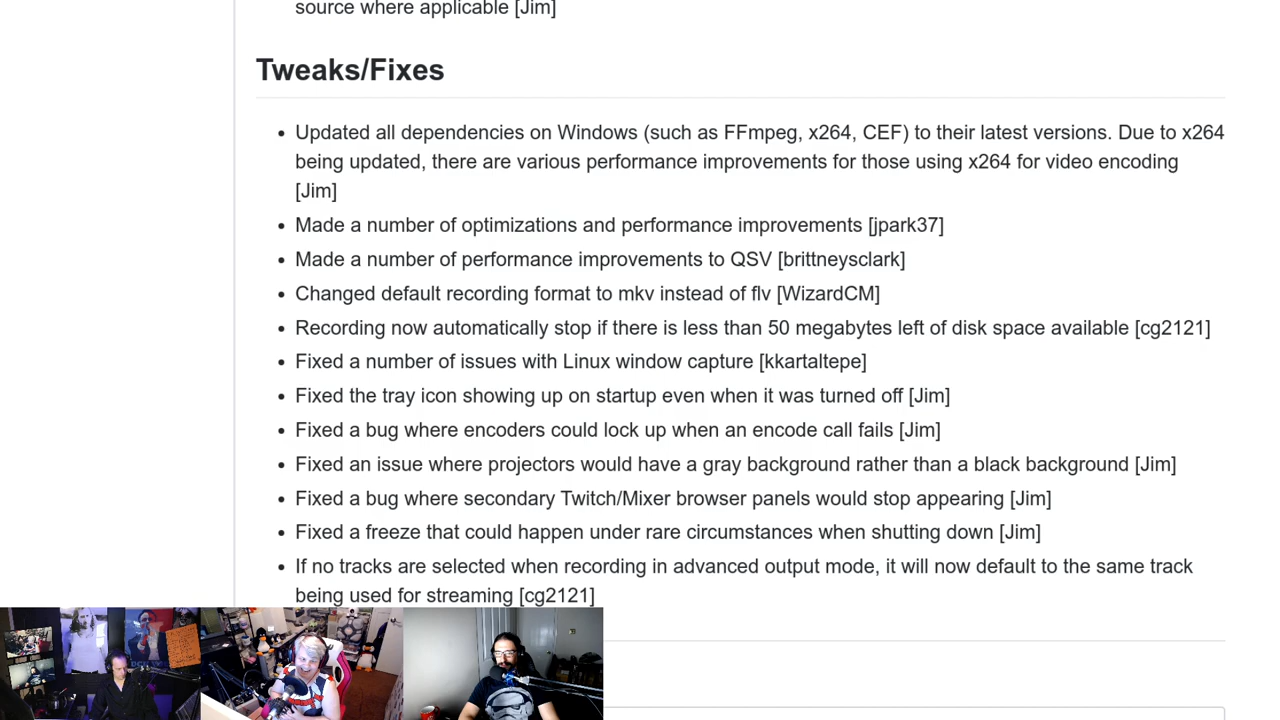 source where applicable [Jim]
Tweaks/Fixes
Updated all dependencies on Windows (such as FFmpeg, x264, CEF) to their latest versions. Due to x264
being updated, there are various performance improvements for those using x264 for video encoding
[Jim]
Made a number of optimizations and performance improvements [jpark37]
Made a number of performance improvements to QSV [brittneysclark]
Changed default recording format to mkv instead of flv [WizardCM]
Recording now automatically stop if there is less than 50 megabytes left of disk space available [cg2121]
Fixed a number of issues with Linux window capture [kkartaltepe]
Fixed the tray icon showing up on startup even when it was turned off [Jim]
Fixed a bug where encoders could lock up when an encode call fails [Jim]
Fixed an issue where projectors would have a gray background rather than a black background [Jim]
Fixed a bug where secondary Twitch/Mixer browser panels would stop appearing [Jim]
Fixed a freeze that could happen under rare circumstances when shutting down [Jim]
If no tracks are selected when recording in advanced output mode, it will now default to the same track
being used for streaming [cg2121]